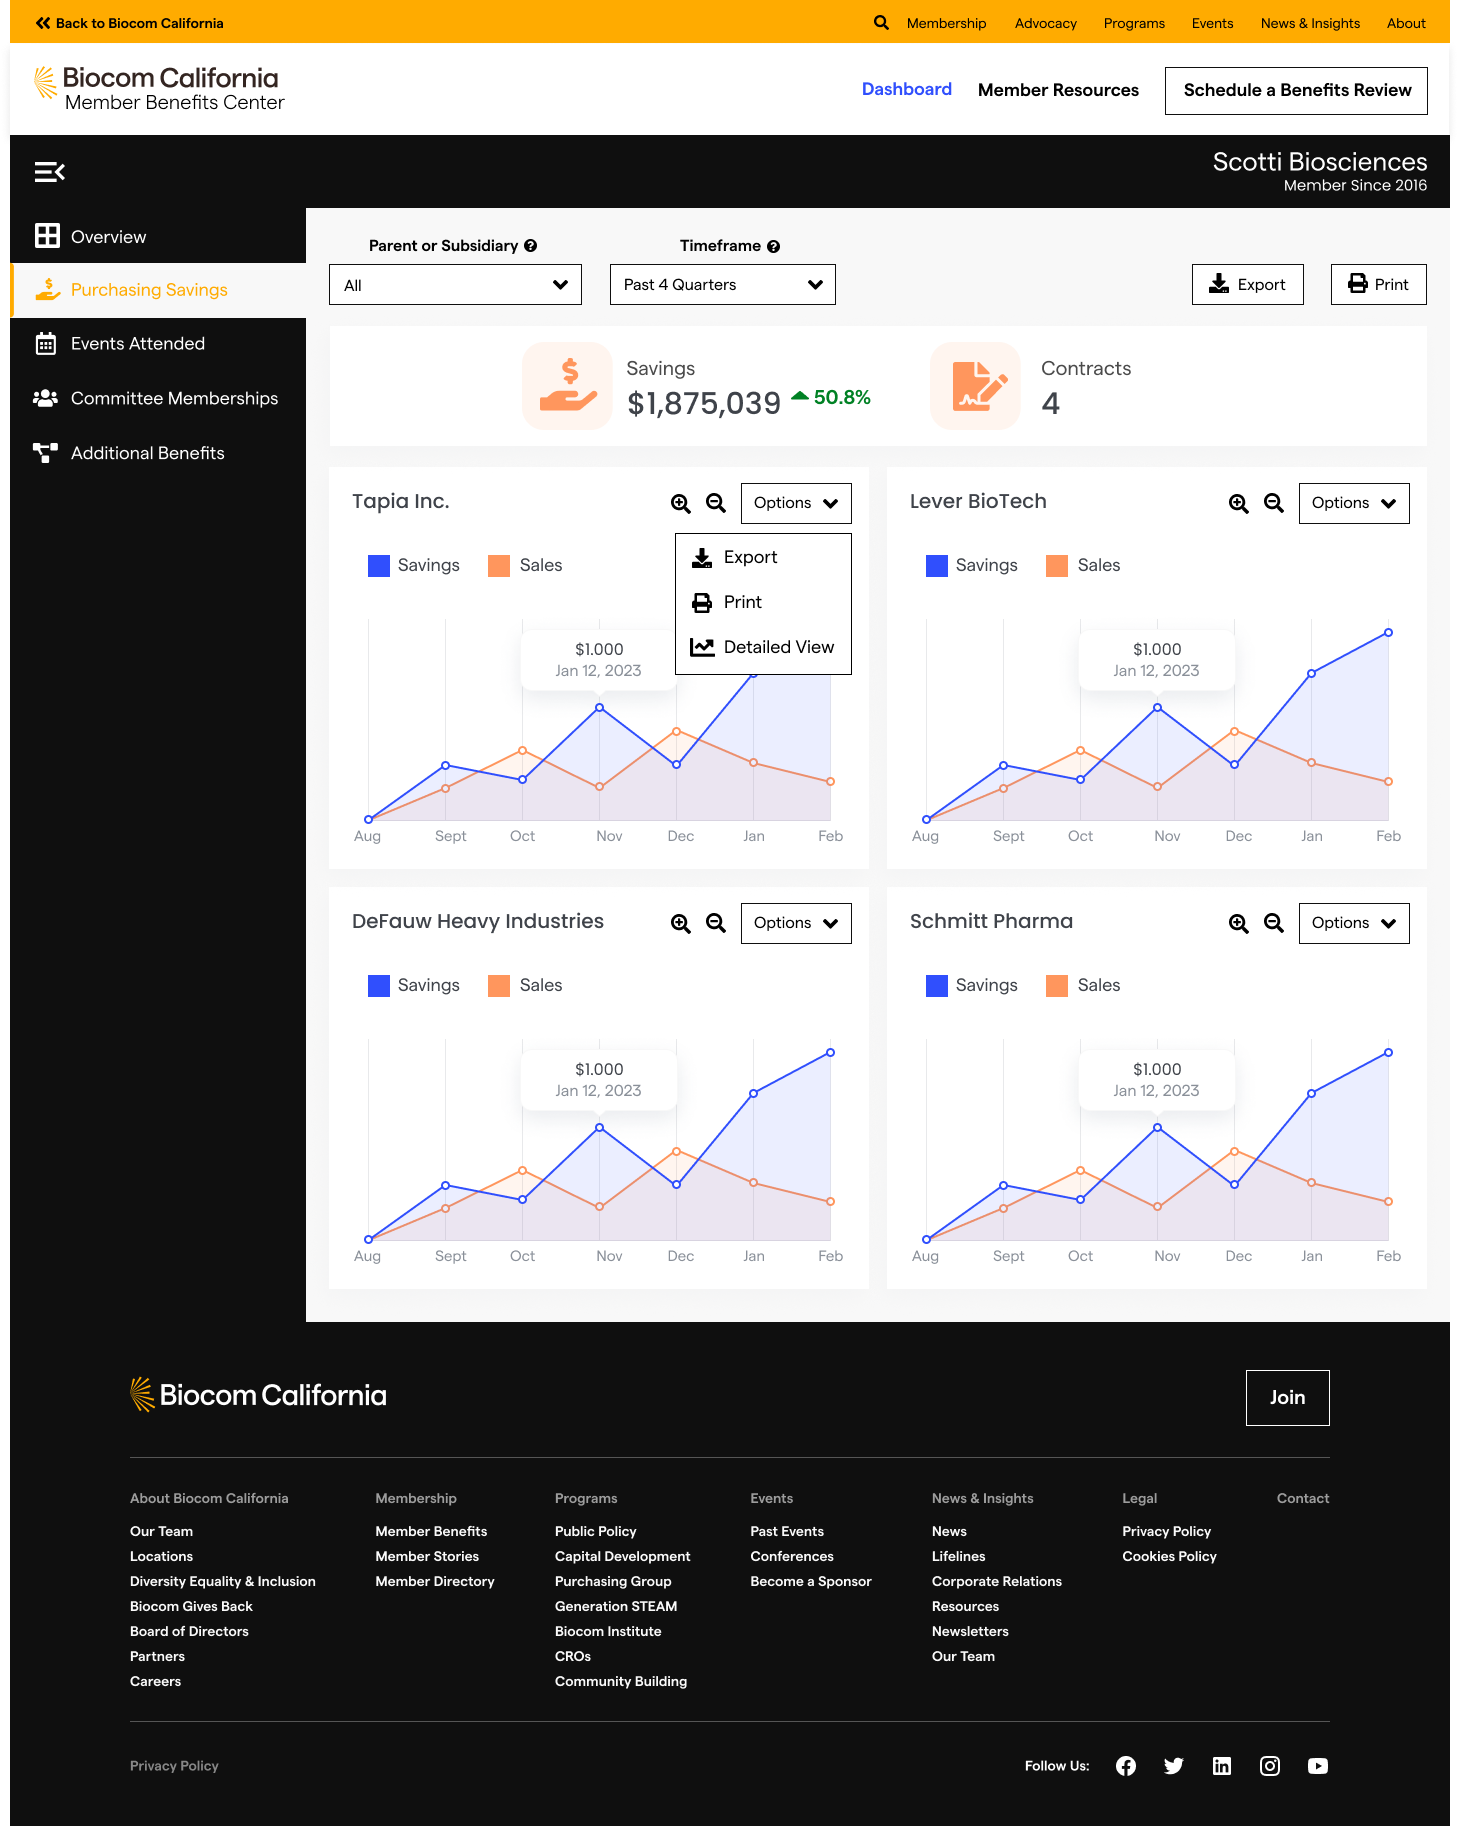 Back to Biocom California
Membership Advocacy Programs Events News & Insights About
Biocom California
Member Benefits Center
Dashboard Member Resources Schedule a Benefits Review
Scotti Biosciences
Member Since 2016
Overview
Purchasing Savings
Events Attended
Committee Memberships
Additional Benefits
Parent or Subsidiary Timeframe
All Past 4 Quarters Export Print
Savings
$1,875,039 50.8%
Contracts
4
Tapia Inc. Options
Export
Print
Detailed View
Savings Sales
$1.000
Jan 12, 2023
Aug Sept Oct Nov Dec Jan Feb
Lever BioTech Options
Savings Sales
$1.000
Jan 12, 2023
Aug Sept Oct Nov Dec Jan Feb
DeFauw Heavy Industries Options
Savings Sales
$1.000
Jan 12, 2023
Aug Sept Oct Nov Dec Jan Feb
Schmitt Pharma Options
Savings Sales
$1.000
Jan 12, 2023
Aug Sept Oct Nov Dec Jan Feb
Biocom California
Join
About Biocom California
Our Team
Locations
Diversity Equality & Inclusion
Biocom Gives Back
Board of Directors
Partners
Careers
Membership
Member Benefits
Member Stories
Member Directory
Programs
Public Policy
Capital Development
Purchasing Group
Generation STEAM
Biocom Institute
CROs
Community Building
Events
Past Events
Conferences
Become a Sponsor
News & Insights
News
Lifelines
Corporate Relations
Resources
Newsletters
Our Team
Legal
Privacy Policy
Cookies Policy
Contact
Privacy Policy
Follow Us: